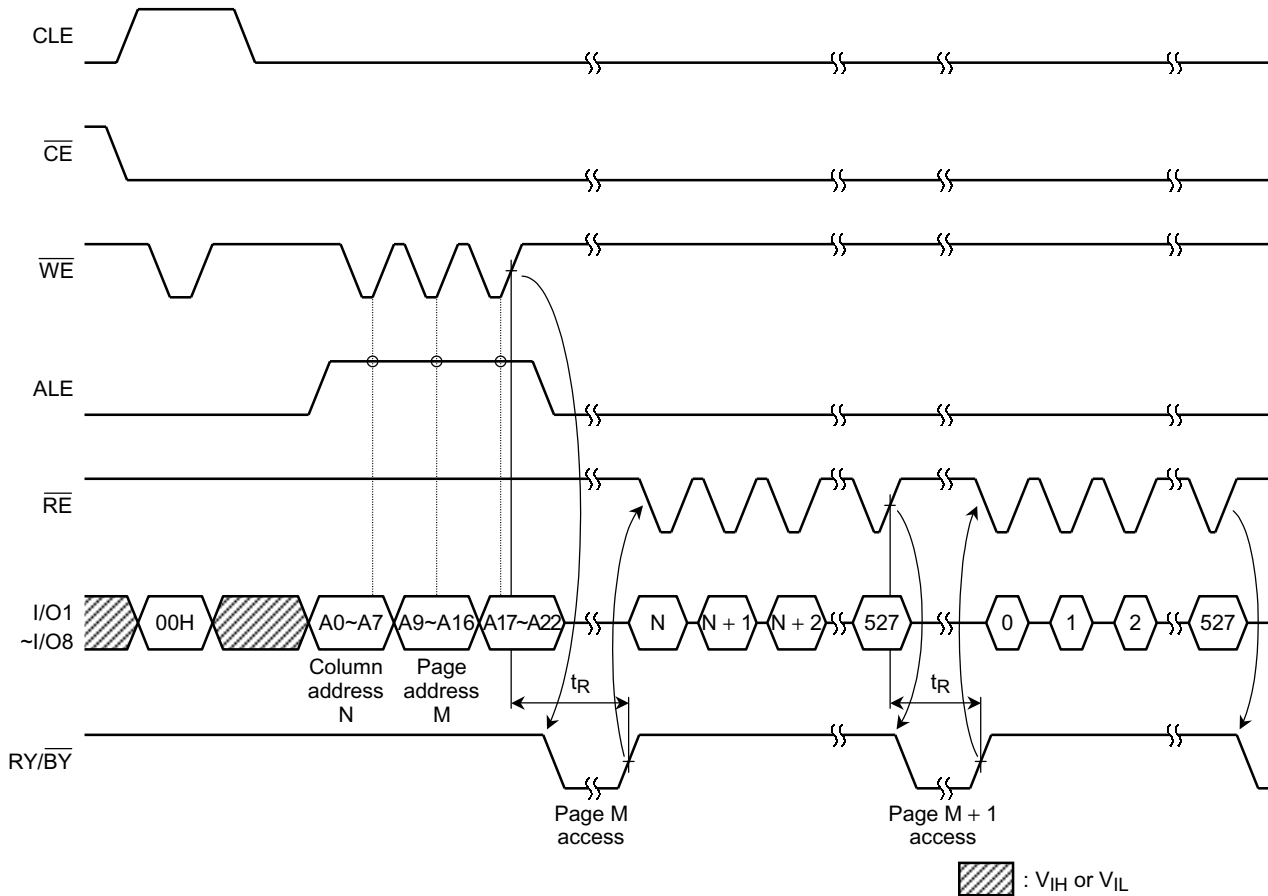 CLE
CE
WE
ALE
RE
I/O1
~I/O8
00H
A0~A7
A9~A16
A17~A22
N
N + 1
N + 2
527
0
1
2
527
Column
address
N
Page
address
M
tR
tR
RY/BY
Page M
access
Page M + 1
access
: VIH or VIL